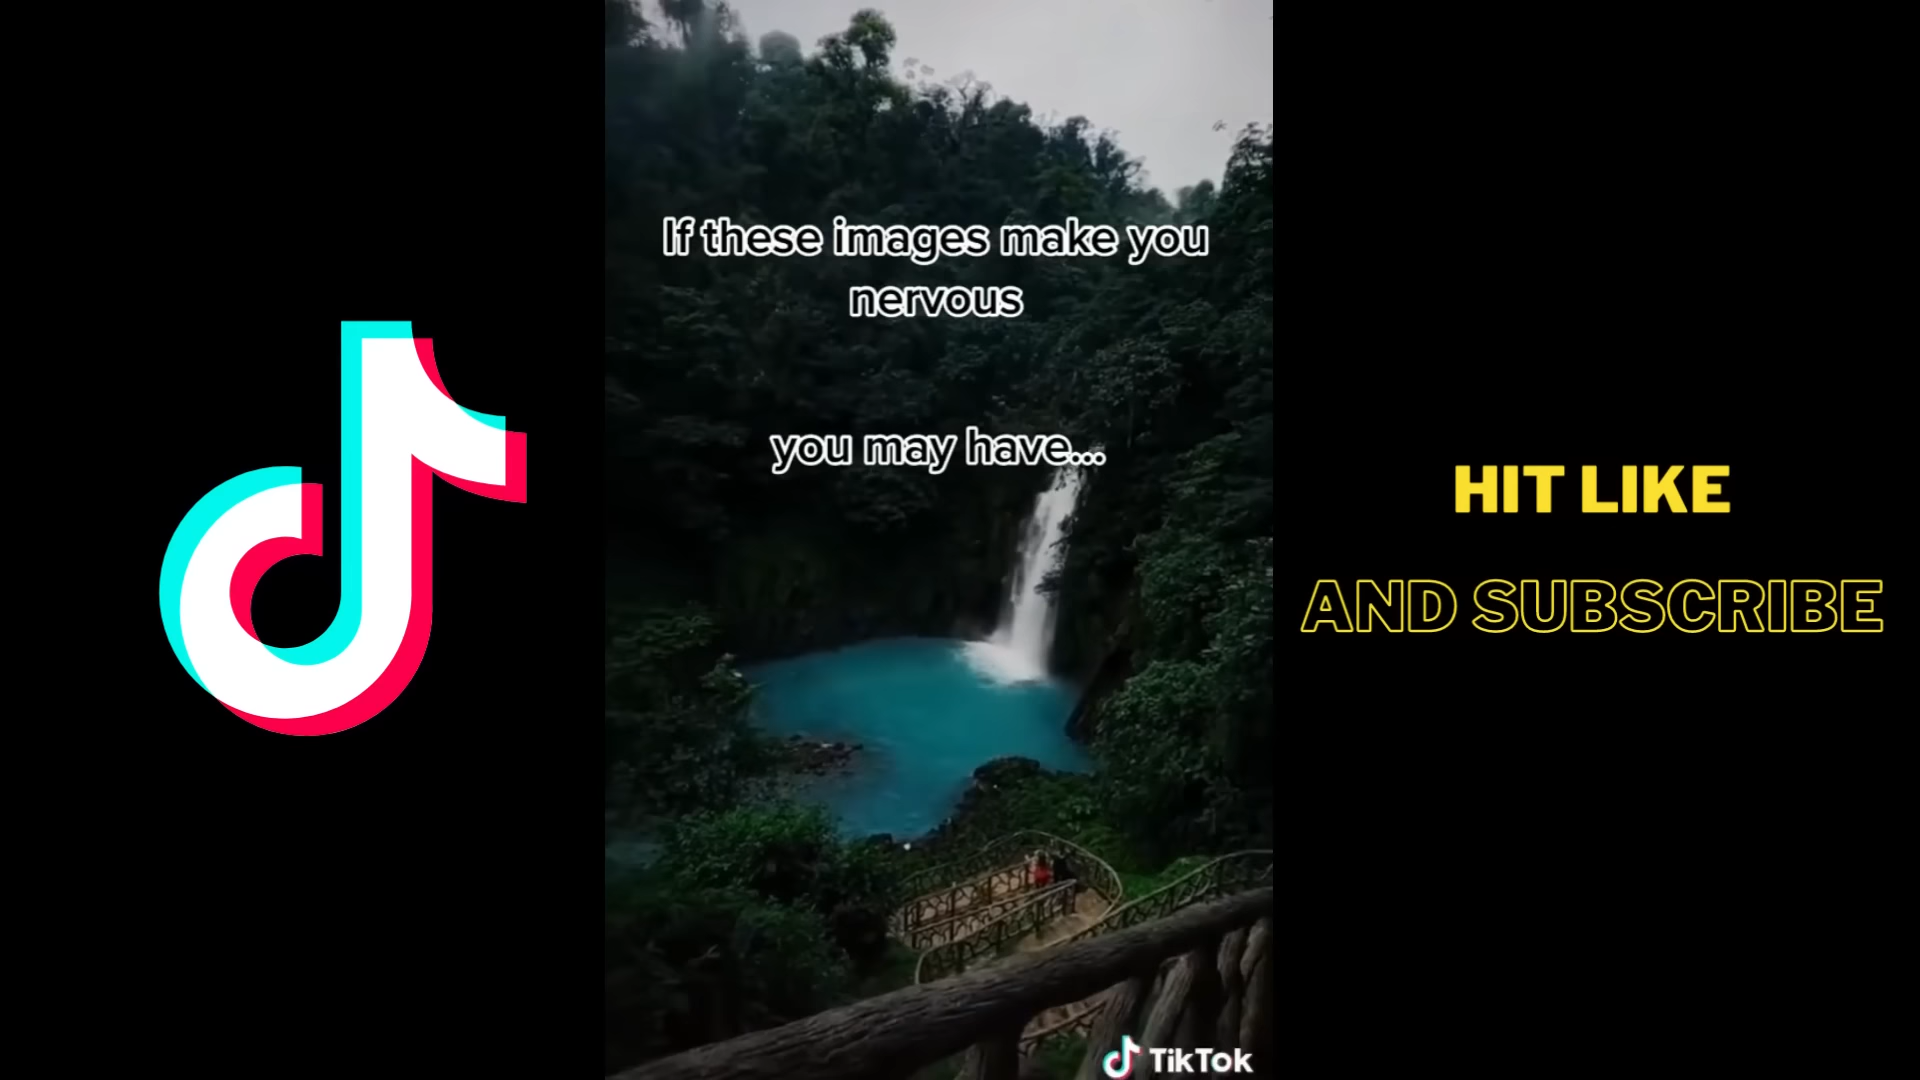 If these images make you
nervous
you may have...
HIT LIKE
AND SUBSCRIBE
TikTok